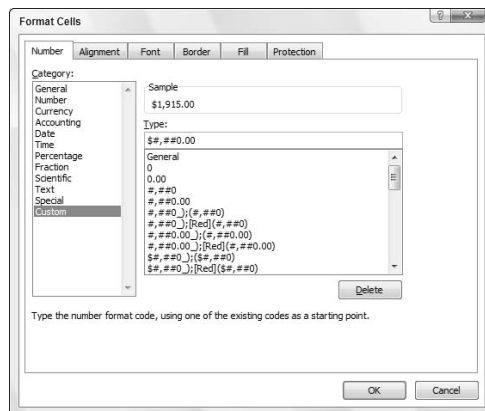 Format Cells
Number Alignment Font Border Fill Protection
Category:
General
Number
Currency
Accounting
Date
Time
Percentage
Fraction
Scientific
Text
Special
Custom
Sample
$1,915.00
Type:
$#,##0.00
General
0
0.00
#,##0
#,##0.00
#,##0_);(#,##0)
#,##0_);[Red](#,##0)
#,##0.00_);(#,##0.00)
#,##0.00_);[Red](#,##0.00)
$#,##0_);($#,##0)
$#,##0_);[Red]($#,##0)
Delete
Type the number format code, using one of the existing codes as a starting point.
OK Cancel